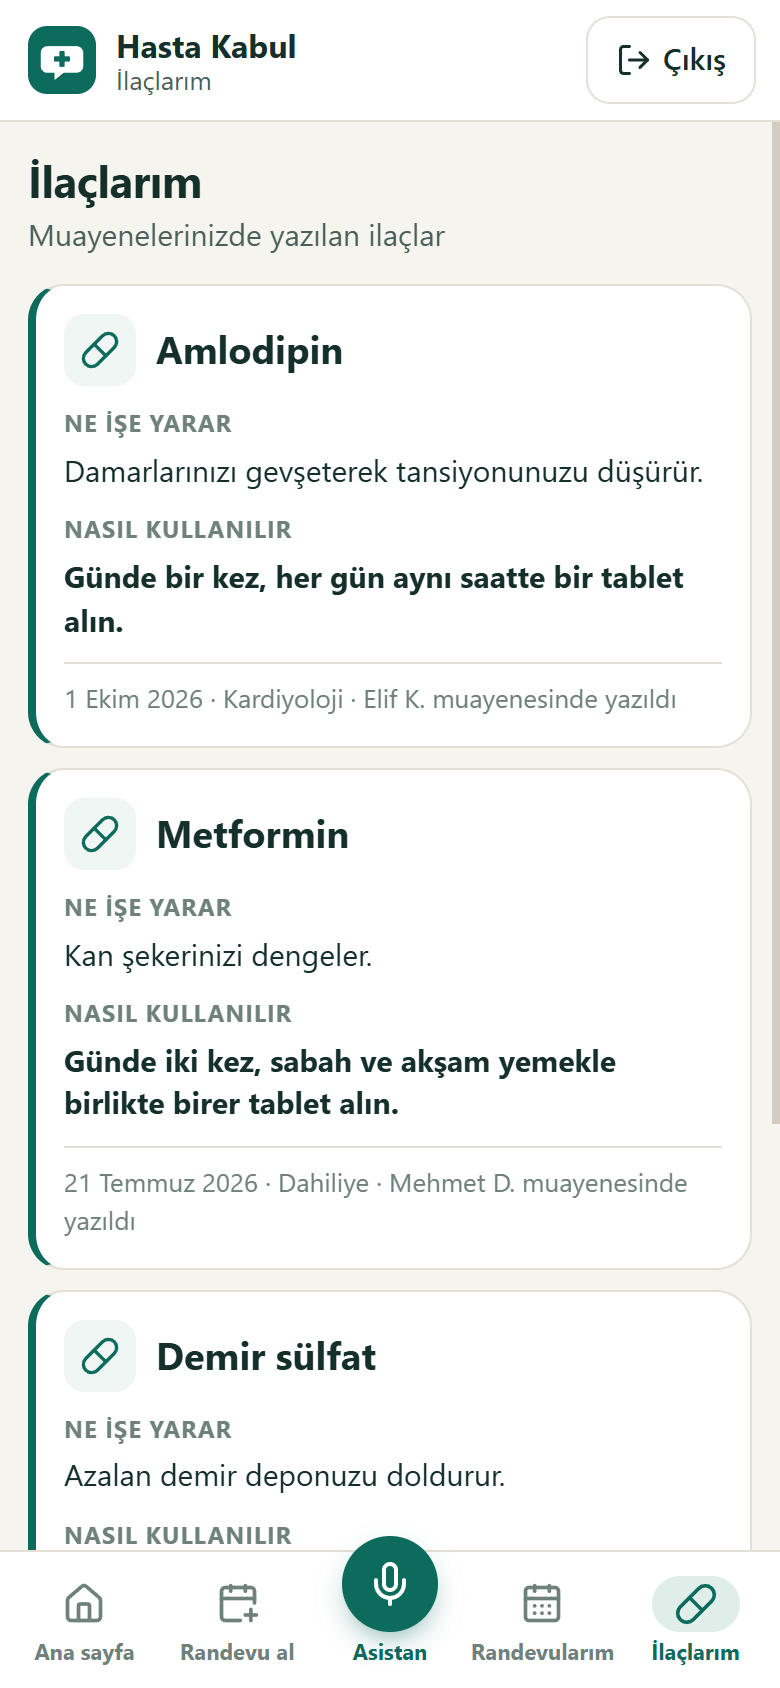 Hasta Kabul
İlaçlarım
Çıkış
İlaçlarım
Muayenelerinizde yazılan ilaçlar
Amlodipin
NE İŞE YARAR
Damarlarınızı gevşeterek tansiyonunuzu düşürür.
NASIL KULLANILIR
Günde bir kez, her gün aynı saatte bir tablet
alın.
1 Ekim 2026 · Kardiyoloji · Elif K. muayenesinde yazıldı
Metformin
NE İŞE YARAR
Kan şekerinizi dengeler.
NASIL KULLANILIR
Günde iki kez, sabah ve akşam yemekle
birlikte birer tablet alın.
21 Temmuz 2026 · Dahiliye · Mehmet D. muayenesinde
yazıldı
Demir sülfat
NE İŞE YARAR
Azalan demir deponuzu doldurur.
NASIL KULLANILIR
Ana sayfa
Randevu al
Asistan
Randevularım
İlaçlarım